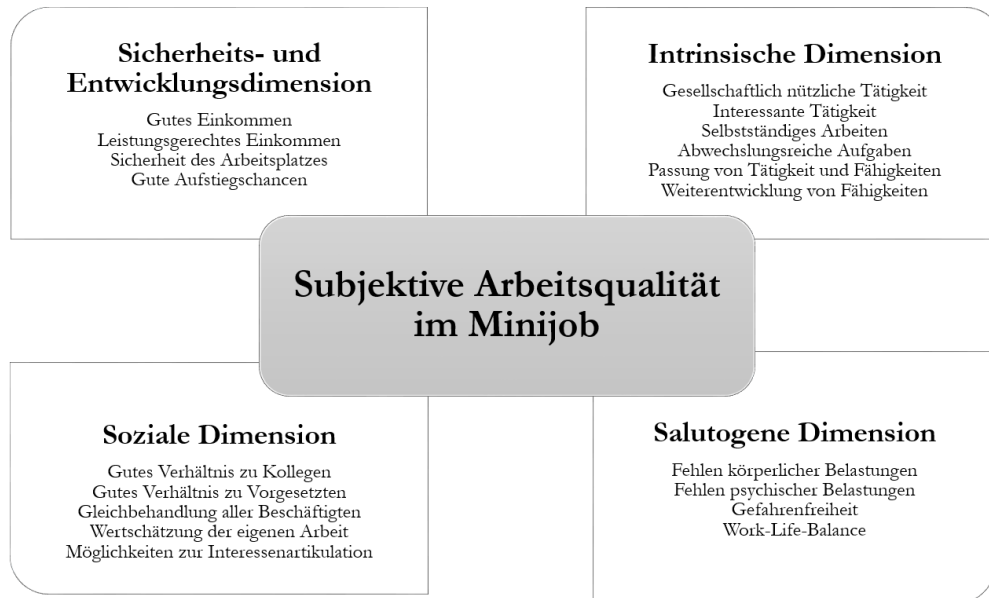 Sicherheits- und
Entwicklungsdimension
Gutes Einkommen
Leistungsgerechtes Einkommen
Sicherheit des Arbeitsplatzes
Gute Aufstiegschancen
Intrinsische Dimension
Gesellschaftlich nützliche Tätigkeit
Interessante Tätigkeit
Selbstständiges Arbeiten
Abwechslungsreiche Aufgaben
Passung von Tätigkeit und Fähigkeiten
Weiterentwicklung von Fähigkeiten
Subjektive Arbeitsqualität
im Minijob
Soziale Dimension
Gutes Verhältnis zu Kollegen
Gutes Verhältnis zu Vorgesetzten
Gleichbehandlung aller Beschäftigten
Wertschätzung der eigenen Arbeit
Möglichkeiten zur Interessenartikulation
Salutogene Dimension
Fehlen körperlicher Belastungen
Fehlen psychischer Belastungen
Gefahrenfreiheit
Work-Life-Balance